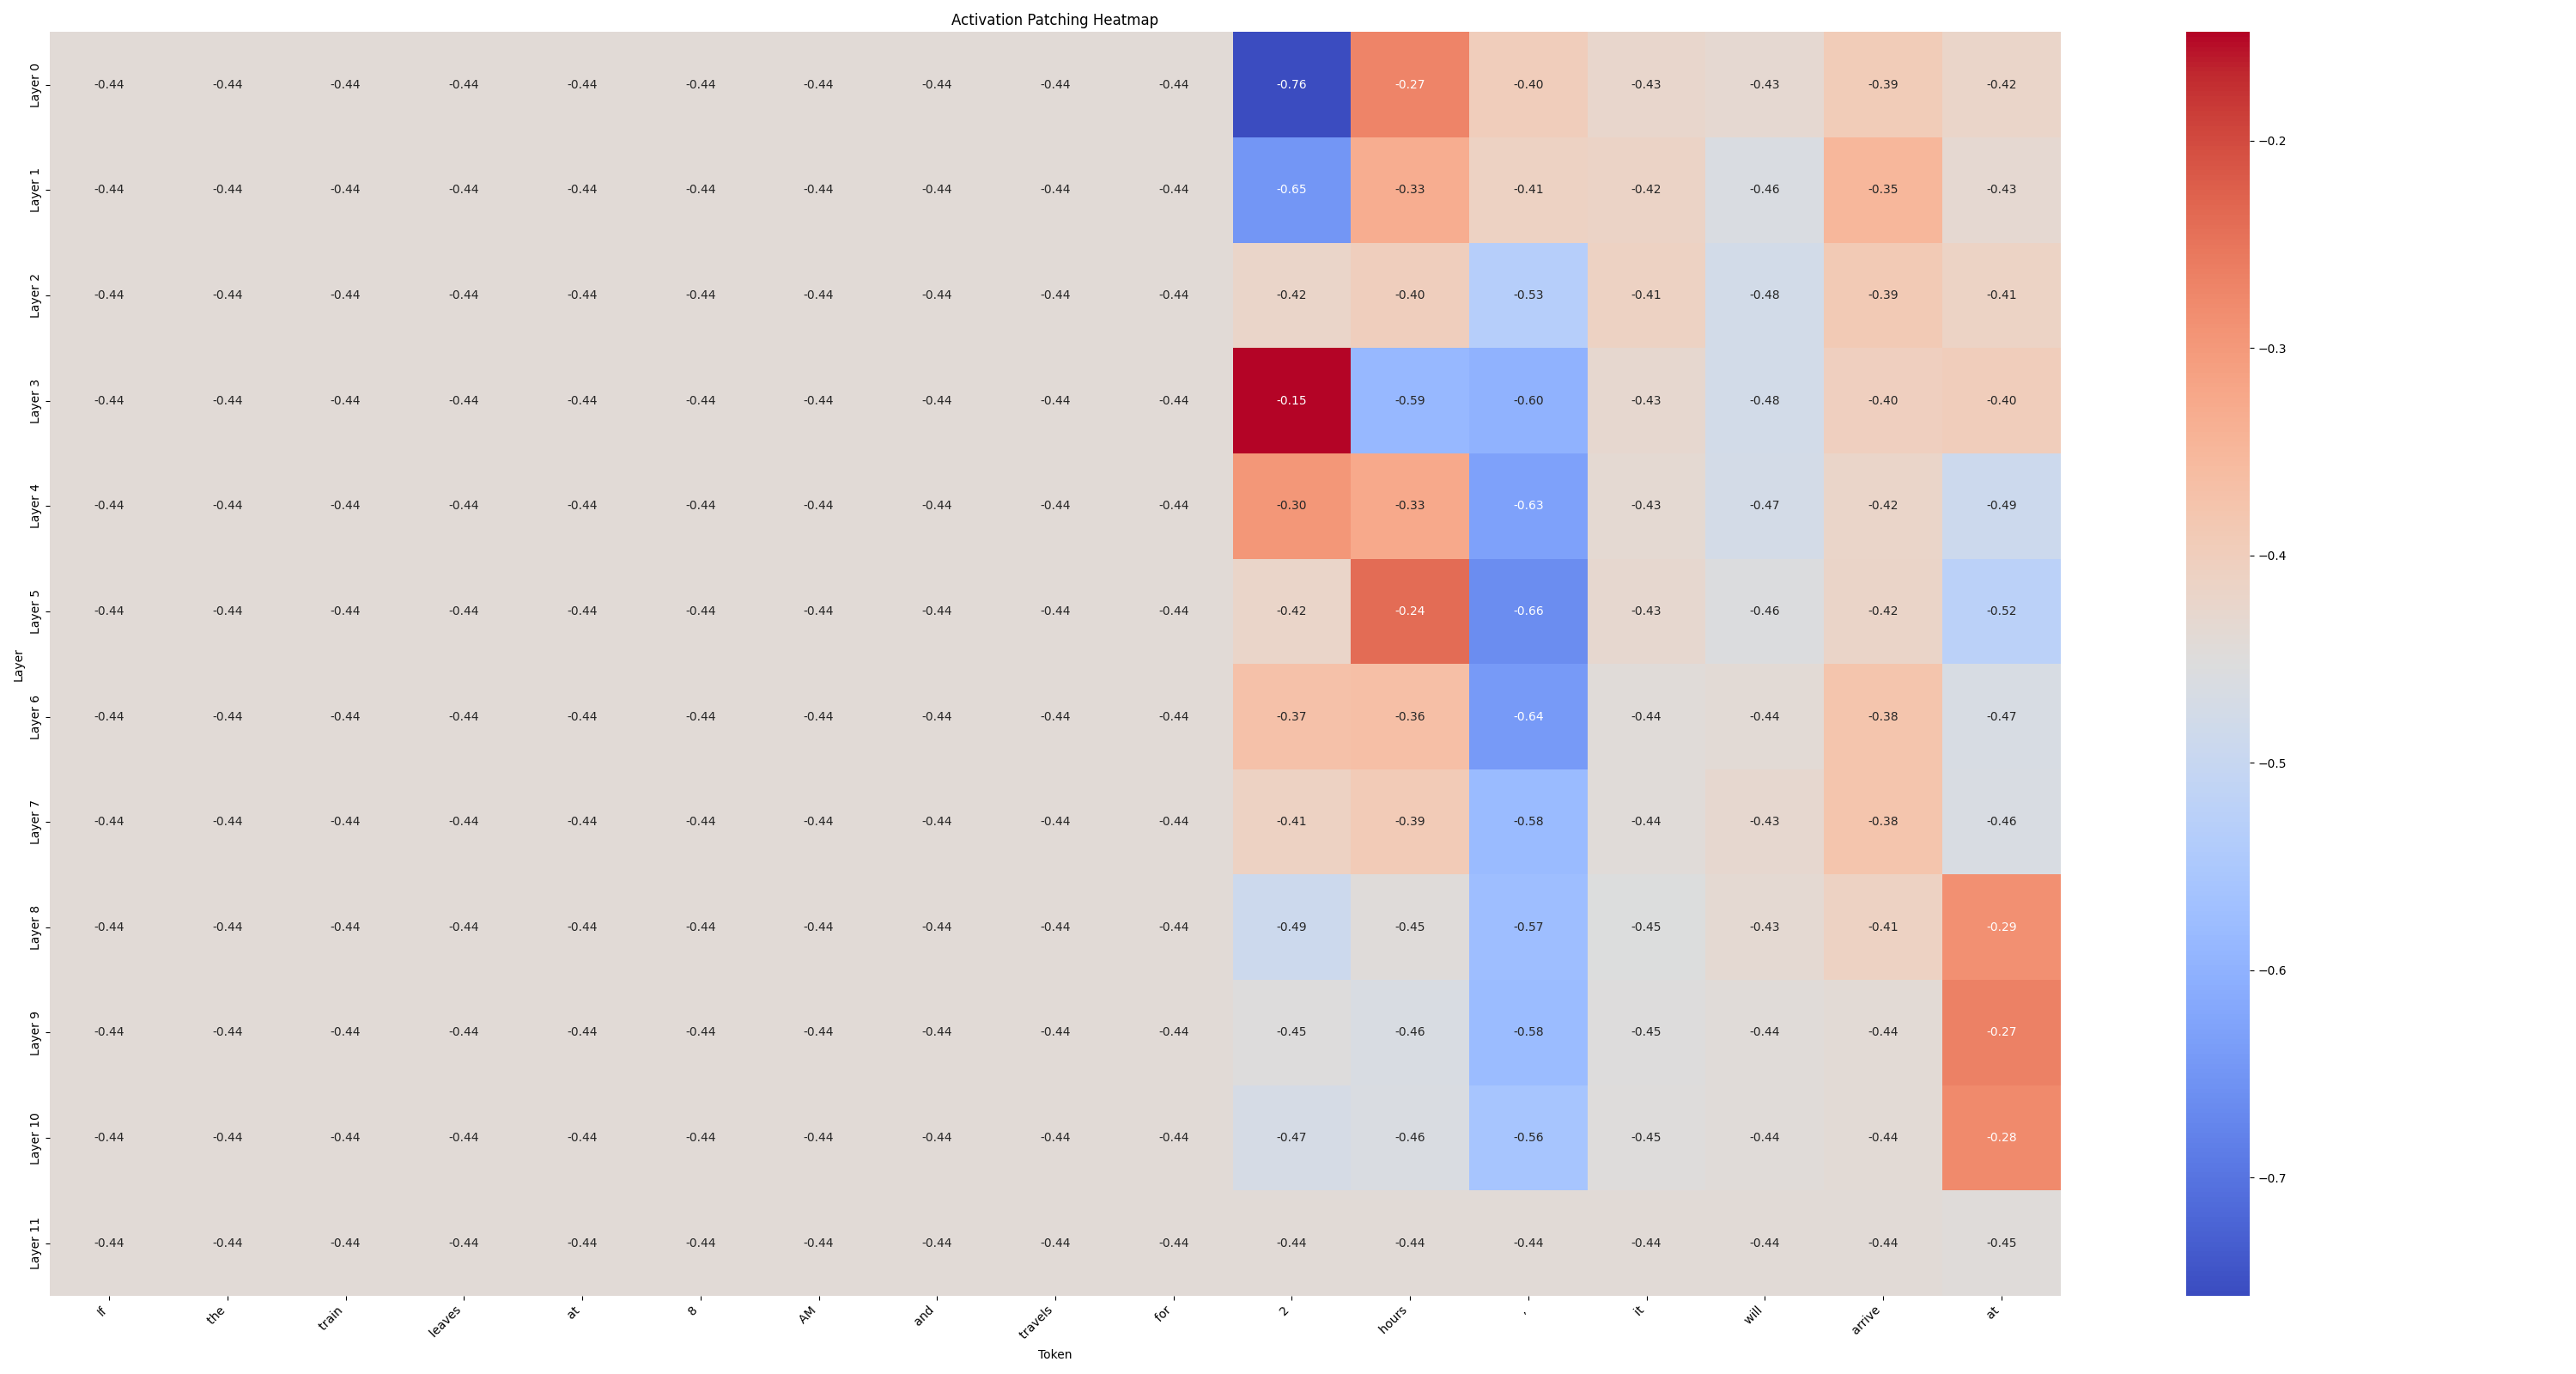 Activation Patching Heatmap
Layer 0 -0.44 -0.44 -0.44 -0.44 -0.44 -0.44 -0.44 -0.44 -0.44 -0.44 -0.76 -0.27 -0.40 -0.43 -0.43 -0.39 -0.42
Layer 1 -0.44 -0.44 -0.44 -0.44 -0.44 -0.44 -0.44 -0.44 -0.44 -0.44 -0.65 -0.33 -0.41 -0.42 -0.46 -0.35 -0.43
Layer 2 -0.44 -0.44 -0.44 -0.44 -0.44 -0.44 -0.44 -0.44 -0.44 -0.44 -0.42 -0.40 -0.53 -0.41 -0.48 -0.39 -0.41
Layer 3 -0.44 -0.44 -0.44 -0.44 -0.44 -0.44 -0.44 -0.44 -0.44 -0.44 -0.15 -0.59 -0.60 -0.43 -0.48 -0.40 -0.40
Layer 4 -0.44 -0.44 -0.44 -0.44 -0.44 -0.44 -0.44 -0.44 -0.44 -0.44 -0.30 -0.33 -0.63 -0.43 -0.47 -0.42 -0.49
Layer 5 -0.44 -0.44 -0.44 -0.44 -0.44 -0.44 -0.44 -0.44 -0.44 -0.44 -0.42 -0.24 -0.66 -0.43 -0.46 -0.42 -0.52
Layer 6 -0.44 -0.44 -0.44 -0.44 -0.44 -0.44 -0.44 -0.44 -0.44 -0.44 -0.37 -0.36 -0.64 -0.44 -0.44 -0.38 -0.47
Layer 7 -0.44 -0.44 -0.44 -0.44 -0.44 -0.44 -0.44 -0.44 -0.44 -0.44 -0.41 -0.39 -0.58 -0.44 -0.43 -0.38 -0.46
Layer 8 -0.44 -0.44 -0.44 -0.44 -0.44 -0.44 -0.44 -0.44 -0.44 -0.44 -0.49 -0.45 -0.57 -0.45 -0.43 -0.41 -0.29
Layer 9 -0.44 -0.44 -0.44 -0.44 -0.44 -0.44 -0.44 -0.44 -0.44 -0.44 -0.45 -0.46 -0.58 -0.45 -0.44 -0.44 -0.27
Layer 10 -0.44 -0.44 -0.44 -0.44 -0.44 -0.44 -0.44 -0.44 -0.44 -0.44 -0.47 -0.46 -0.56 -0.45 -0.44 -0.44 -0.28
Layer 11 -0.44 -0.44 -0.44 -0.44 -0.44 -0.44 -0.44 -0.44 -0.44 -0.44 -0.44 -0.44 -0.44 -0.44 -0.44 -0.44 -0.45
If the train leaves at 8 AM and travels for 2 hours , it will arrive at
Token
Layer
−0.2
−0.3
−0.4
−0.5
−0.6
−0.7